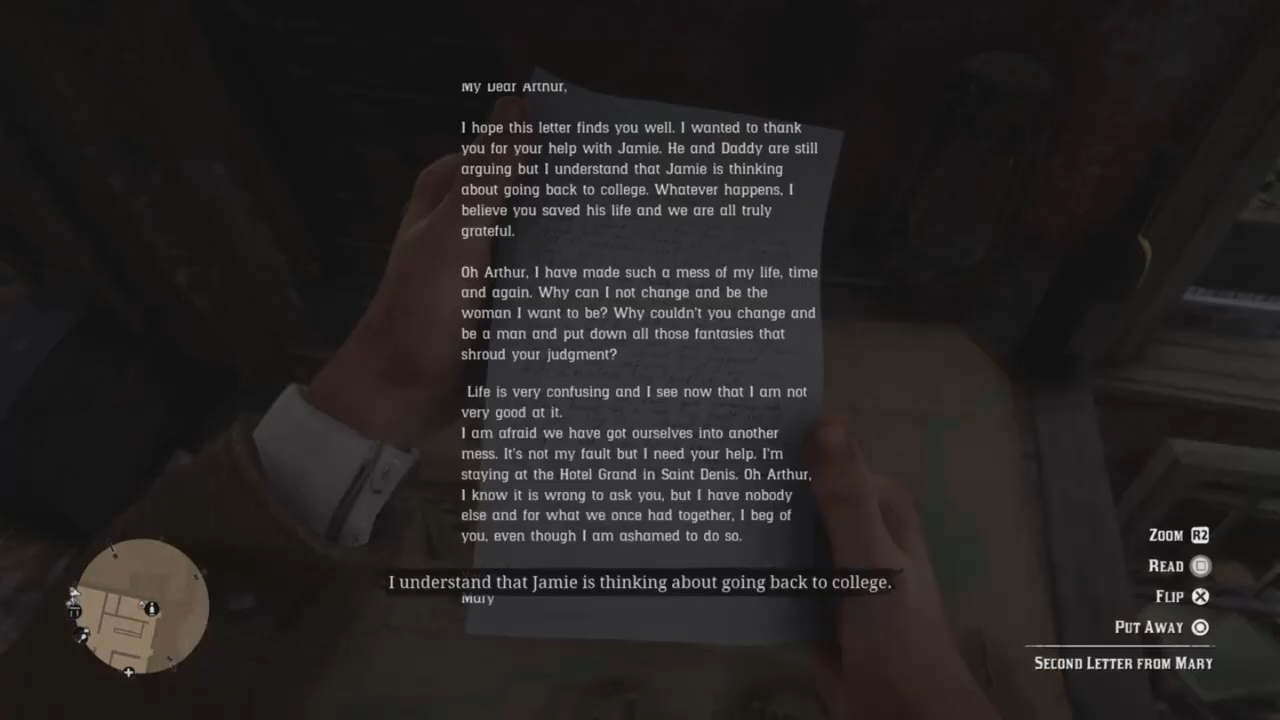 My Dear Arthur,
I hope this letter finds you well. I wanted to thank
you for your help with Jamie. He and Daddy are still
arguing but I understand that Jamie is thinking
about going back to college. Whatever happens, I
believe you saved his life and we are all truly
grateful.
Oh Arthur, I have made such a mess of my life, time
and again. Why can I not change and be the
woman I want to be? Why couldn't you change and
be a man and put down all those fantasies that
shroud your judgment?
Life is very confusing and I see now that I am not
very good at it.
I am afraid we have got ourselves into another
mess. It's not my fault but I need your help. I'm
staying at the Hotel Grand in Saint Denis. Oh Arthur,
I know it is wrong to ask you, but I have nobody
else and for what we once had together, I beg of
you, even though I am ashamed to do so.
I understand that Jamie is thinking about going back to college.
Mary
ZOOM R2
READ
FLIP
PUT AWAY
SECOND LETTER FROM MARY